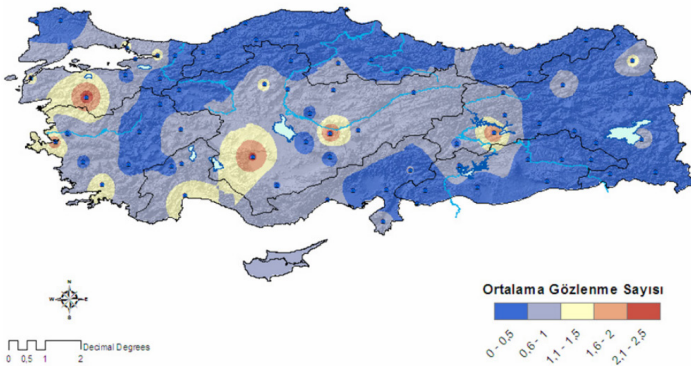 N
W
E
S
0 0,5 1 2
Decimal Degrees
Ortalama Gözlenme Sayısı
0 - 0,5
0,6 - 1
1,1 - 1,5
1,6 - 2
2,1 - 2,5